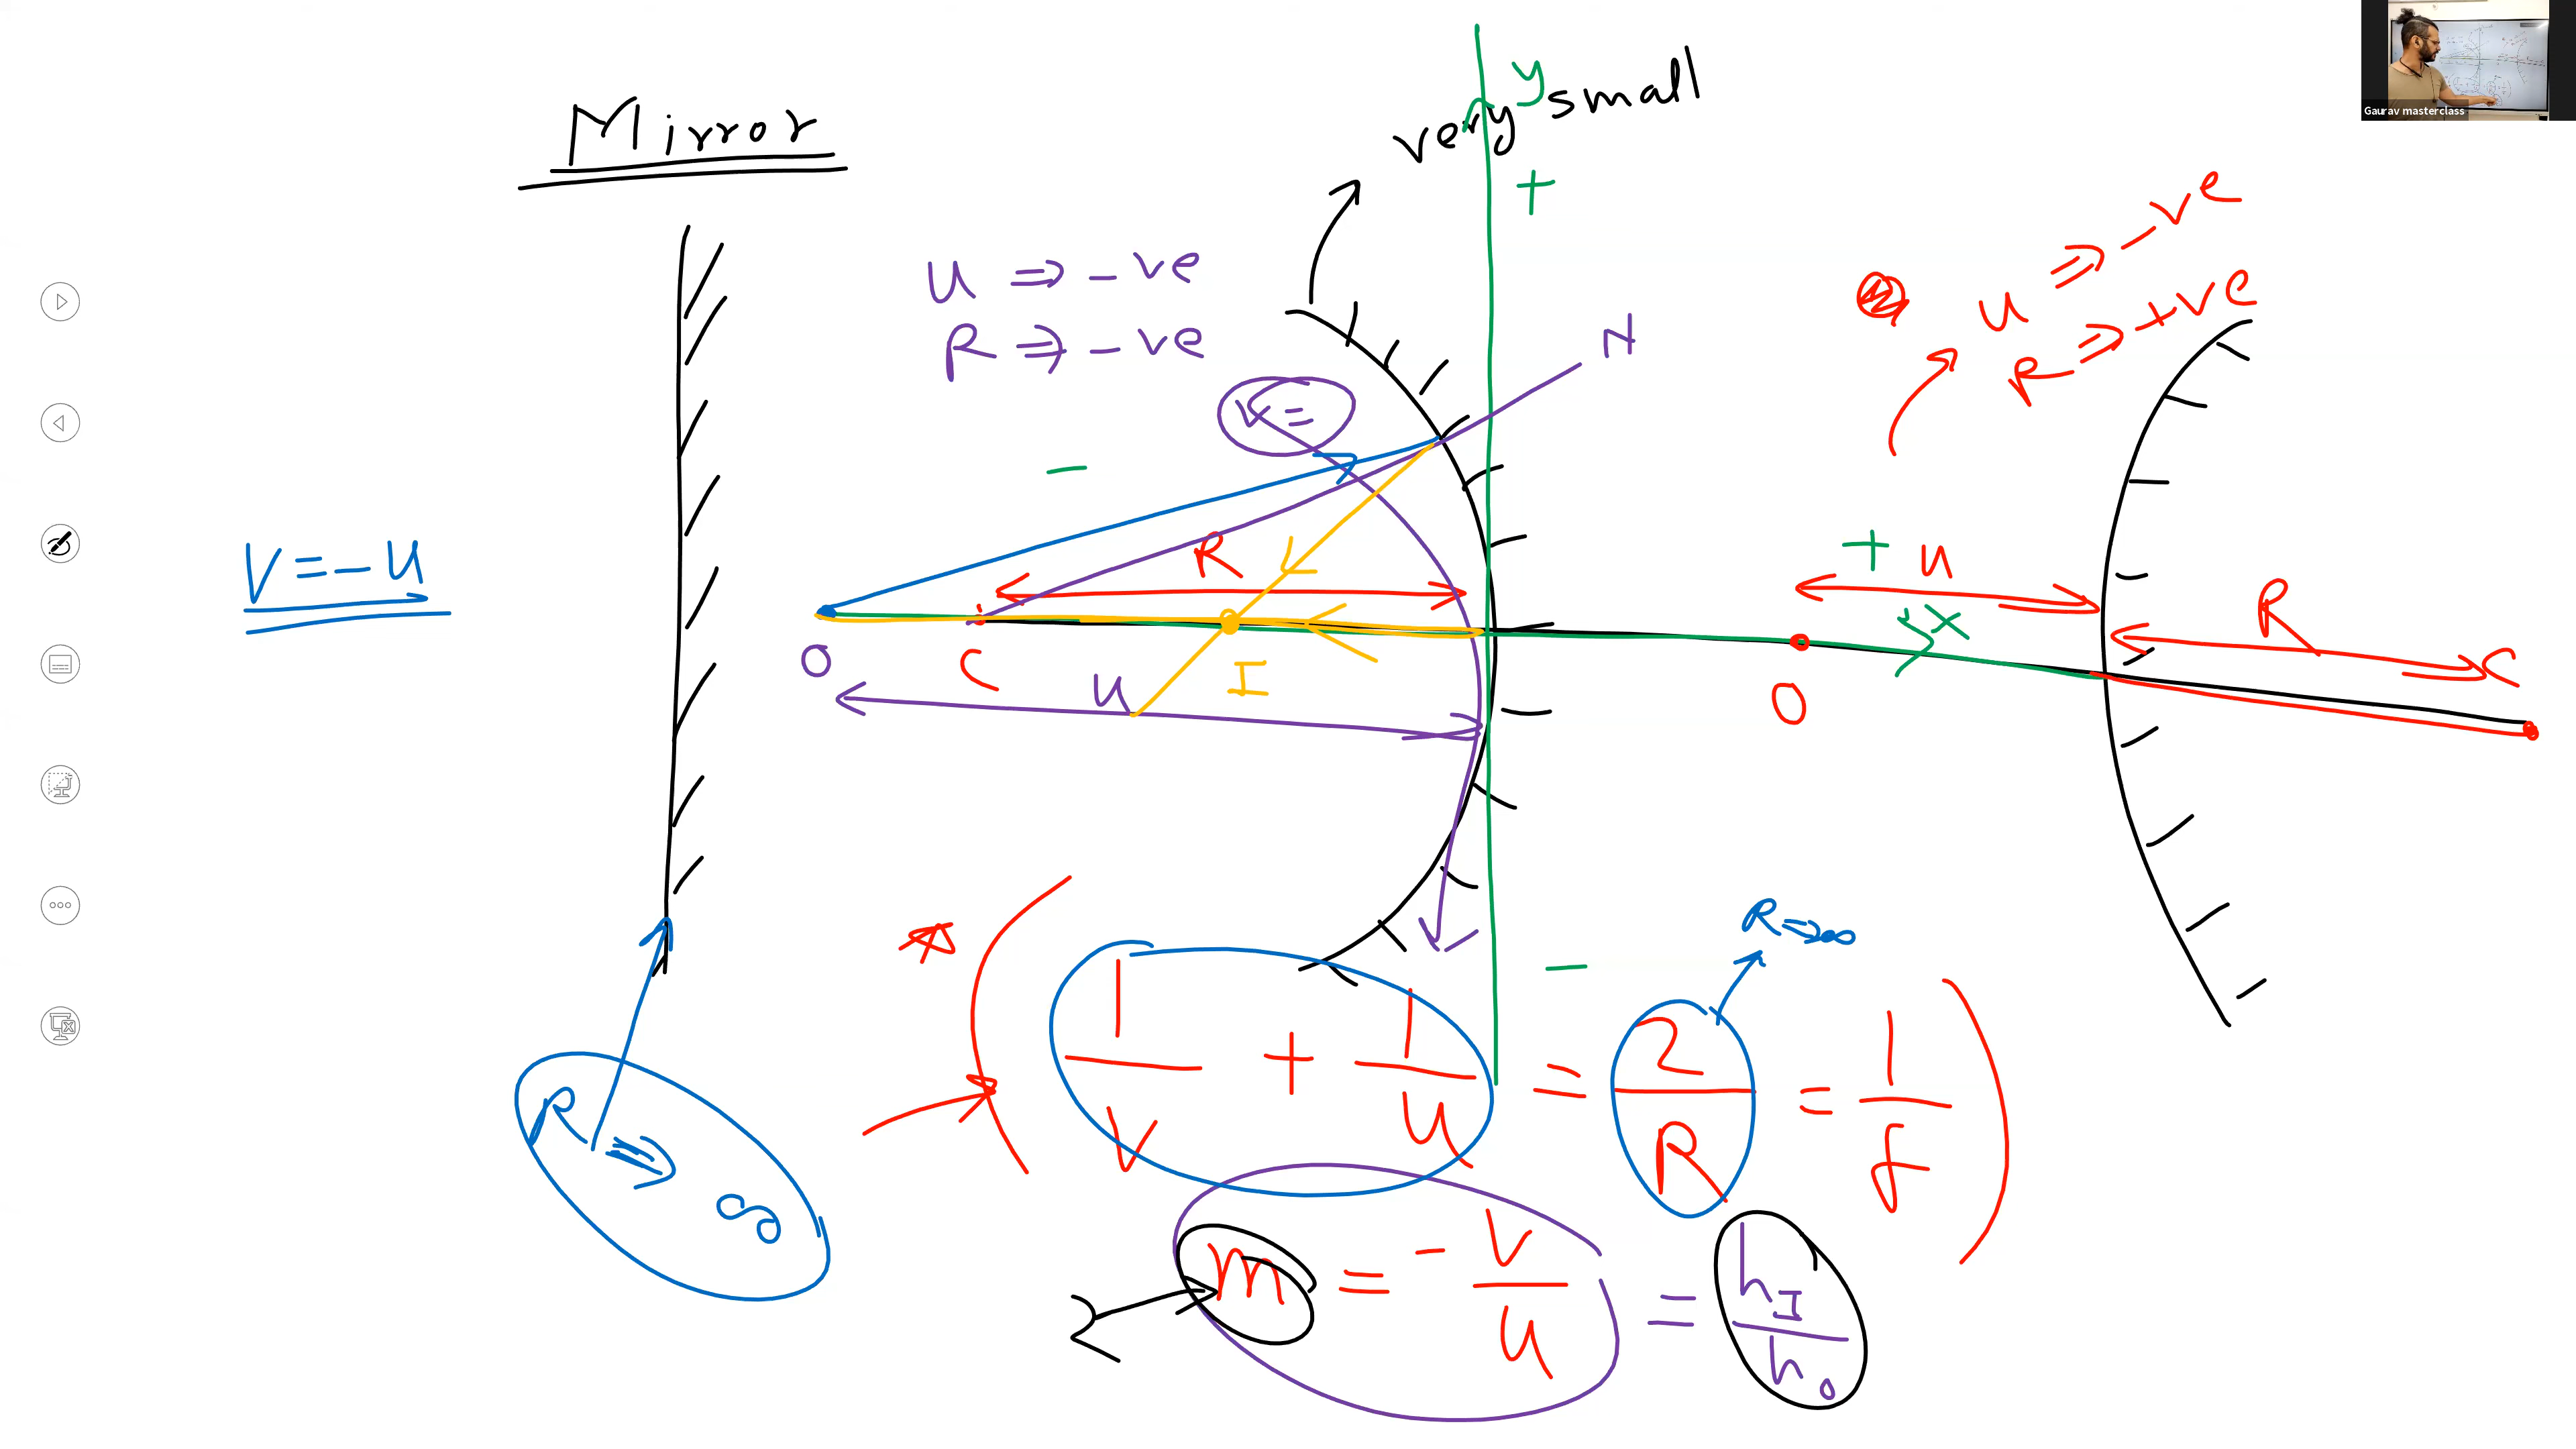 Mirror
very small
y
+
Gaurav masterclass
u ⇒ -ve
R ⇒ -ve
V =
N
u ⇒ -ve
R ⇒ +ve
-
V = -u
R
+
u
x
R
C
O
C
I
u
O
R ⇒ ∞
-
1/V + 1/u = 2/R = 1/f
R ⇒ ∞
m = -V/u = hI/ho